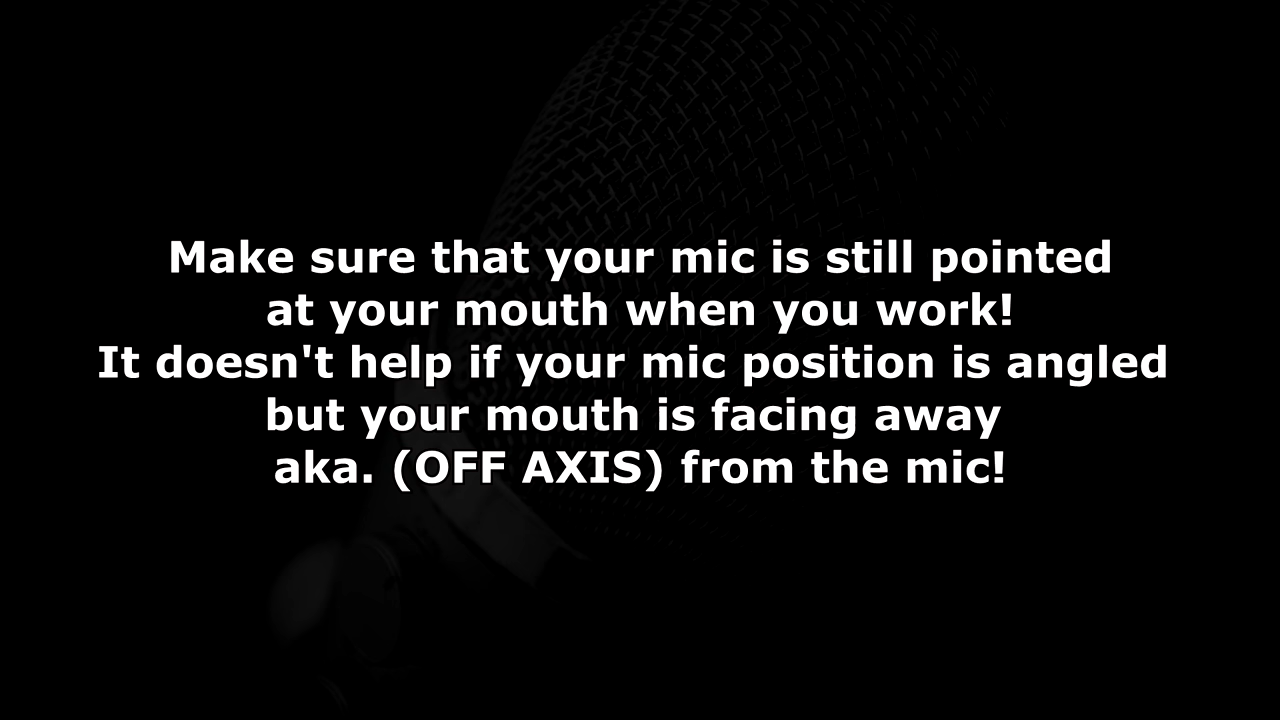 Make sure that your mic is still pointed
at your mouth when you work!
It doesn't help if your mic position is angled
but your mouth is facing away
aka. (OFF AXIS) from the mic!